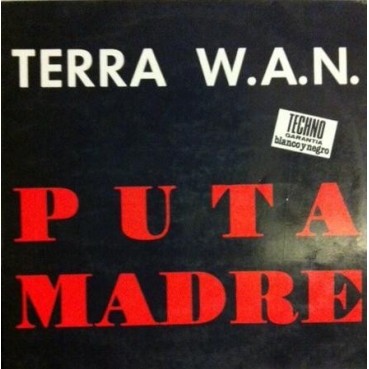 TERRA W.A.N.
TECHNO
GARANTIA
blanco y negro
PUTA
MADRE